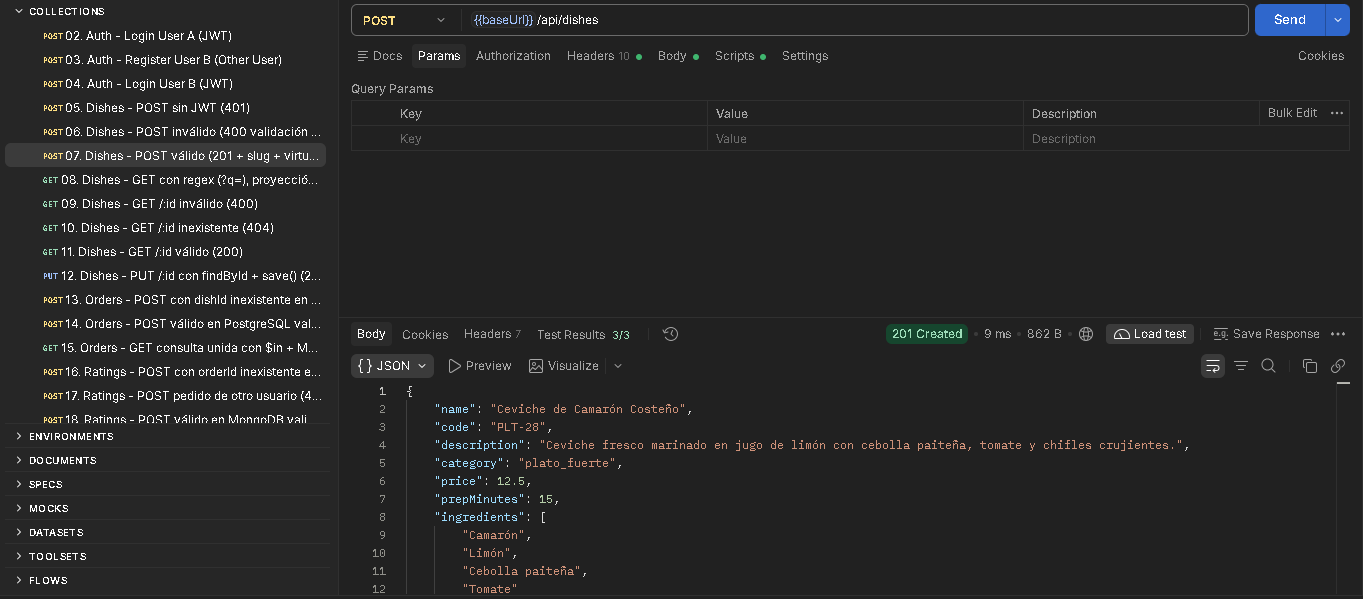 COLLECTIONS
POST 02. Auth - Login User A (JWT)
POST 03. Auth - Register User B (Other User)
POST 04. Auth - Login User B (JWT)
POST 05. Dishes - POST sin JWT (401)
POST 06. Dishes - POST inválido (400 validación ...
POST 07. Dishes - POST válido (201 + slug + virtu...
GET 08. Dishes - GET con regex (?q=), proyecció...
GET 09. Dishes - GET /:id inválido (400)
GET 10. Dishes - GET /:id inexistente (404)
GET 11. Dishes - GET /:id válido (200)
PUT 12. Dishes - PUT /:id con findById + save() (2...
POST 13. Orders - POST con dishId inexistente en ...
POST 14. Orders - POST válido en PostgreSQL val...
GET 15. Orders - GET consulta unida con $in + M...
POST 16. Ratings - POST con orderId inexistente e...
POST 17. Ratings - POST pedido de otro usuario (4...
POST 18. Ratings - POST válido en MongoDB vali
ENVIRONMENTS
DOCUMENTS
SPECS
MOCKS
DATASETS
TOOLSETS
FLOWS
POST {{baseUrl}} /api/dishes Send
Docs Params Authorization Headers 10 Body Scripts Settings Cookies
Query Params
Key Value Description Bulk Edit ...
Key Value Description
Body Cookies Headers 7 Test Results 3/3 201 Created • 9 ms • 862 B • Load test Save Response ...
{} JSON Preview Visualize
1 {
2 "name": "Ceviche de Camarón Costeño",
3 "code": "PLT-28",
4 "description": "Ceviche fresco marinado en jugo de limón con cebolla paiteña, tomate y chifles crujientes.",
5 "category": "plato_fuerte",
6 "price": 12.5,
7 "prepMinutes": 15,
8 "ingredients": [
9 "Camarón",
10 "Limón",
11 "Cebolla paiteña",
12 "Tomate"